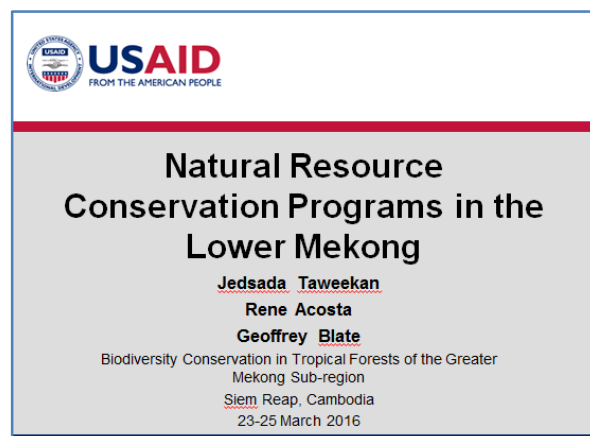 USAID
FROM THE AMERICAN PEOPLE
Natural Resource
Conservation Programs in the
Lower Mekong
Jedsada Taweekan
Rene Acosta
Geoffrey Blate
Biodiversity Conservation in Tropical Forests of the Greater
Mekong Sub-region
Siem Reap, Cambodia
23-25 March 2016